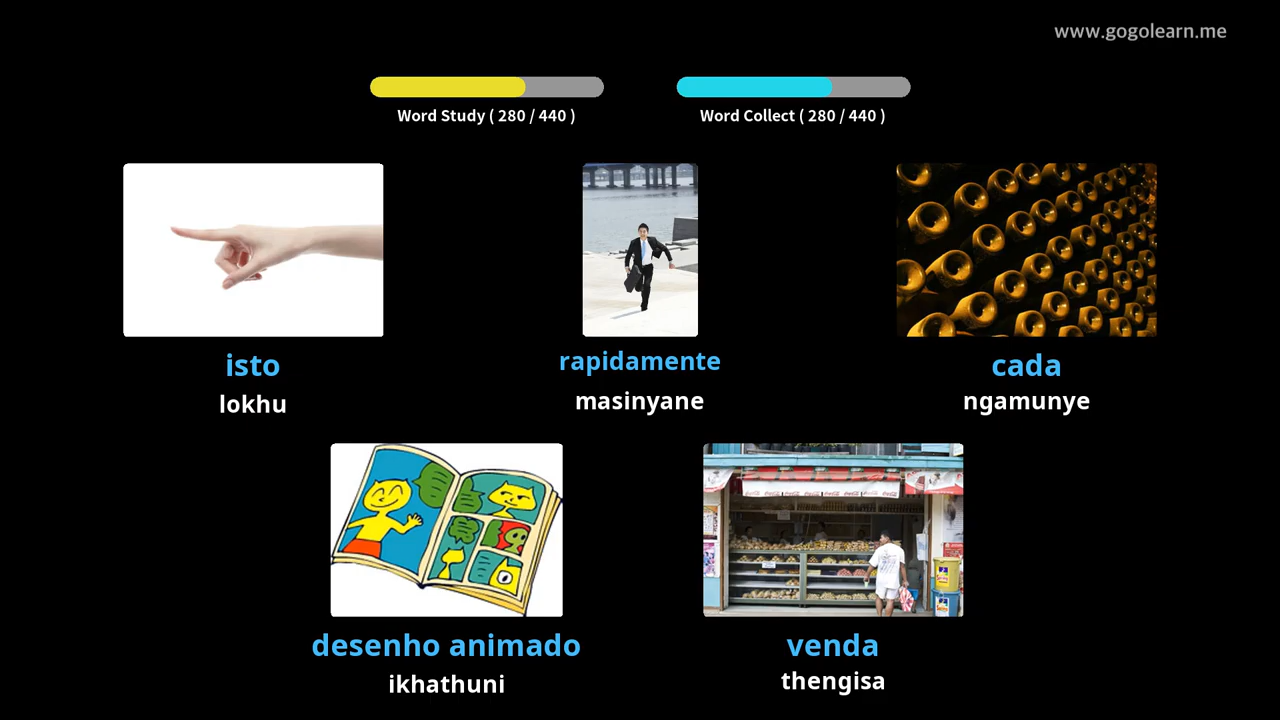 www.gogolearn.me
Word Study ( 280 / 440 )
Word Collect ( 280 / 440 )
isto
lokhu
rapidamente
masinyane
cada
ngamunye
desenho animado
ikhathuni
venda
thengisa